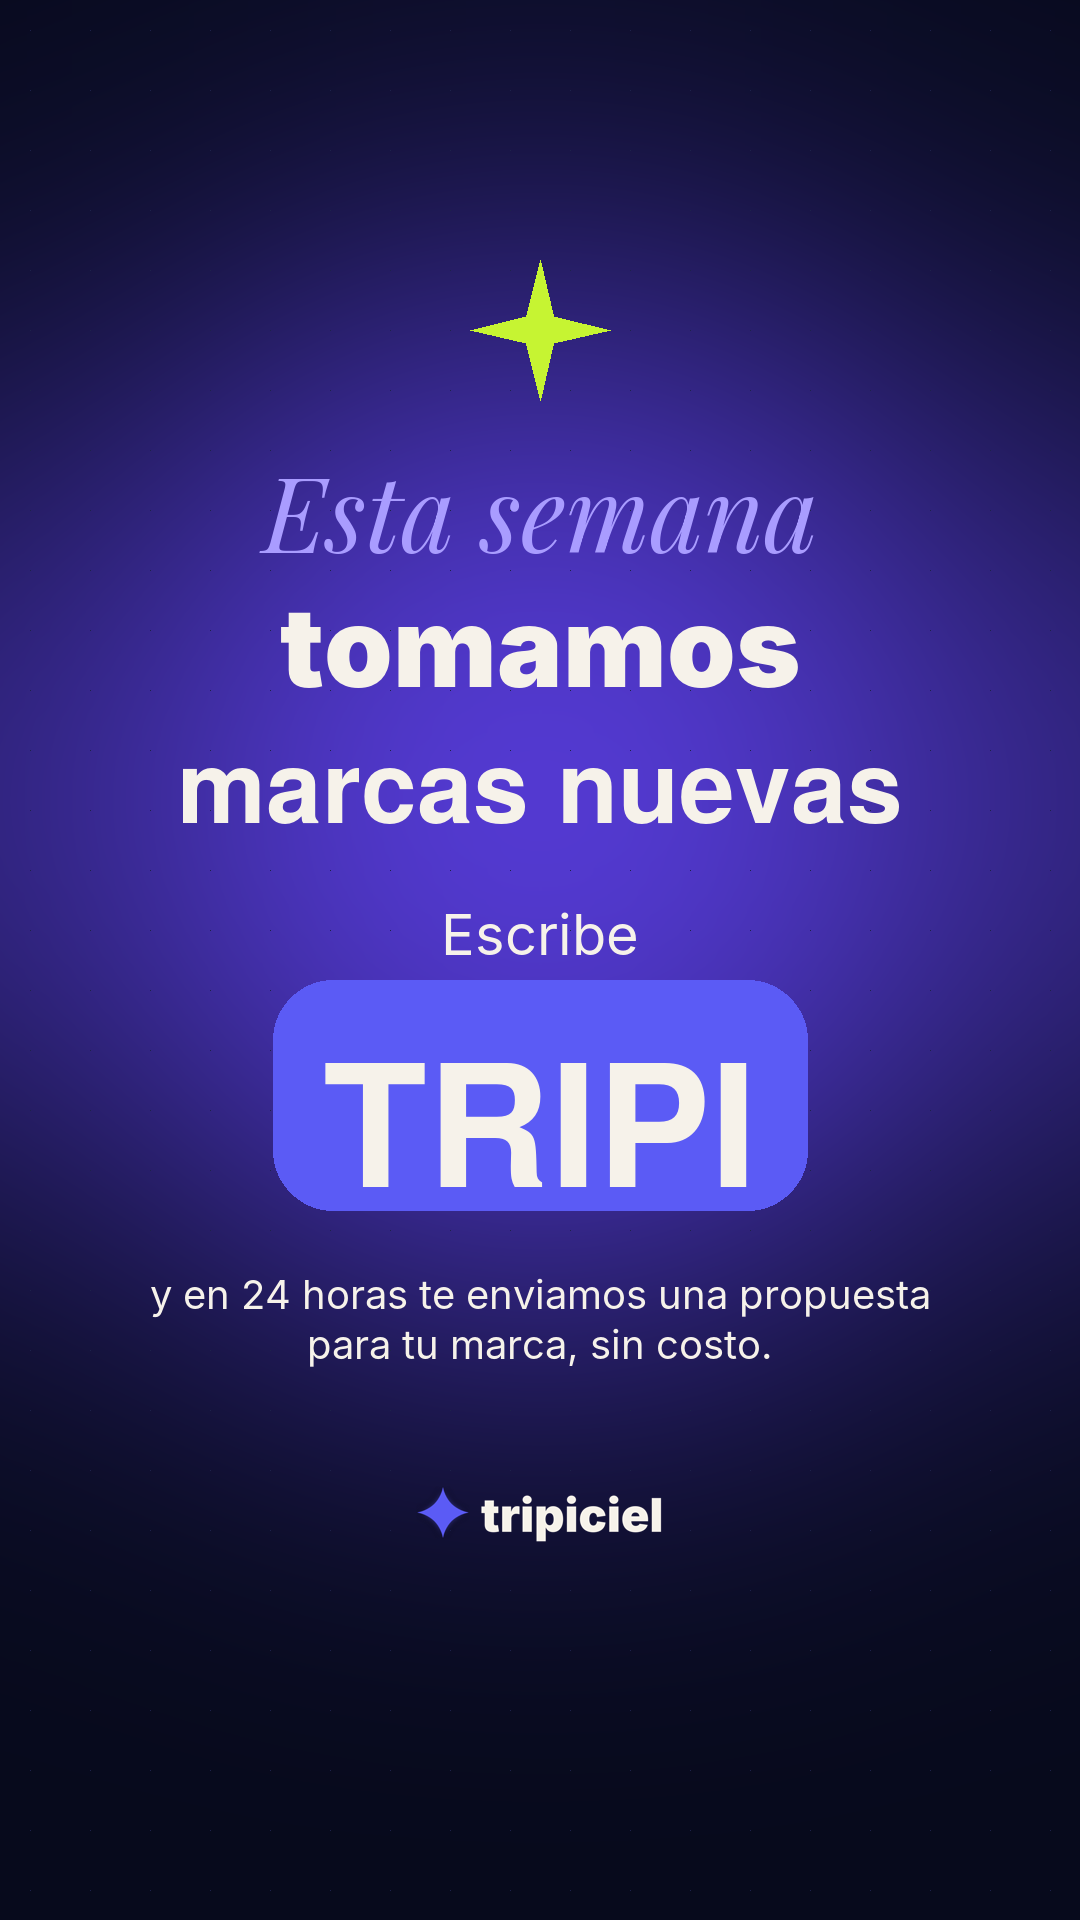 Esta semana
tomamos
marcas nuevas
Escribe
TRIPI
y en 24 horas te enviamos una propuesta
para tu marca, sin costo.
tripiciel